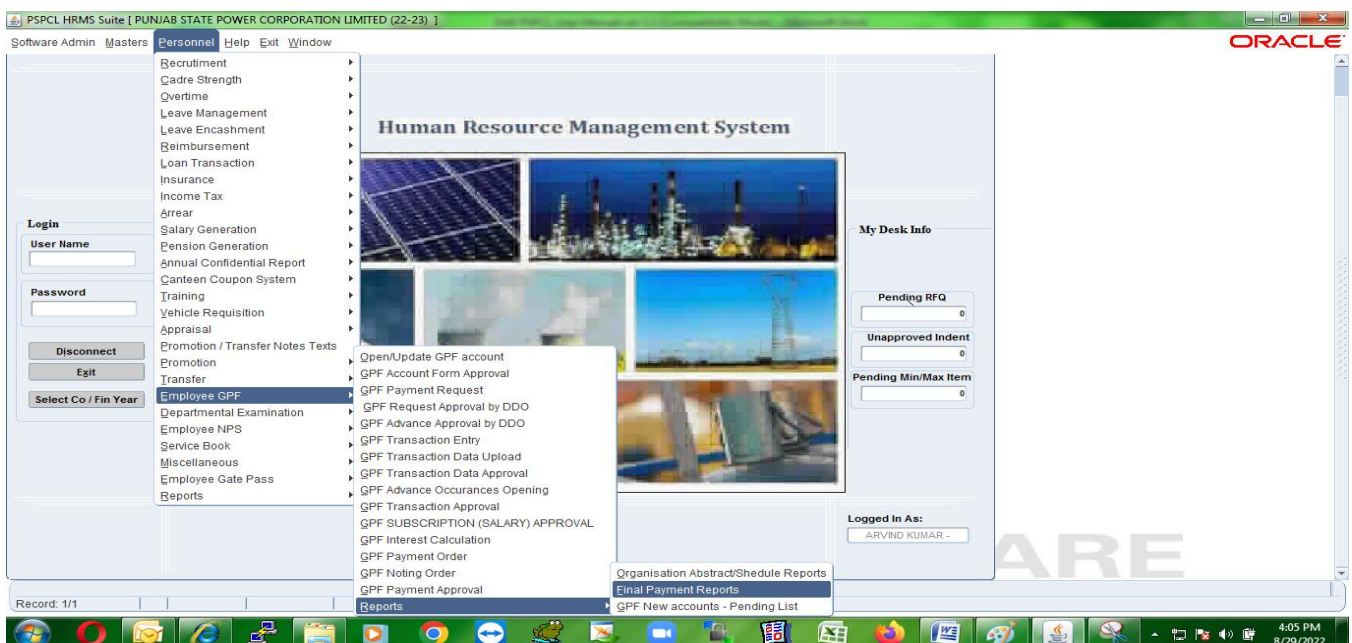 PSPCL HRMS Suite [ PUNJAB STATE POWER CORPORATION LIMITED (22-23) ]
Software Admin Masters Personnel Help Exit Window
ORACLE
Recrutiment
Cadre Strength
Overtime
Leave Management
Leave Encashment
Reimbursement
Loan Transaction
Insurance
Income Tax
Arrear
Salary Generation
Pension Generation
Annual Confidential Report
Canteen Coupon System
Training
Vehicle Requisition
Appraisal
Promotion / Transfer Notes Texts
Promotion
Transfer
Employee GPF
Departmental Examination
Employee NPS
Service Book
Miscellaneous
Employee Gate Pass
Reports
Human Resource Management System
Login
User Name
Password
Disconnect
Exit
Select Co / Fin Year
My Desk Info
Pending RFQ
0
Unapproved Indent
0
Pending Min/Max Item
0
Open/Update GPF account
GPF Account Form Approval
GPF Payment Request
GPF Request Approval by DDO
GPF Advance Approval by DDO
GPF Transaction Entry
GPF Transaction Data Upload
GPF Transaction Data Approval
GPF Advance Occurances Opening
GPF Transaction Approval
GPF SUBSCRIPTION (SALARY) APPROVAL
GPF Interest Calculation
GPF Payment Order
GPF Noting Order
GPF Payment Approval
Reports
Organisation Abstract/Shedule Reports
Final Payment Reports
GPF New accounts - Pending List
Logged In As:
ARVIND KUMAR -
ARE
Record: 1/1
4:05 PM
8/29/2022